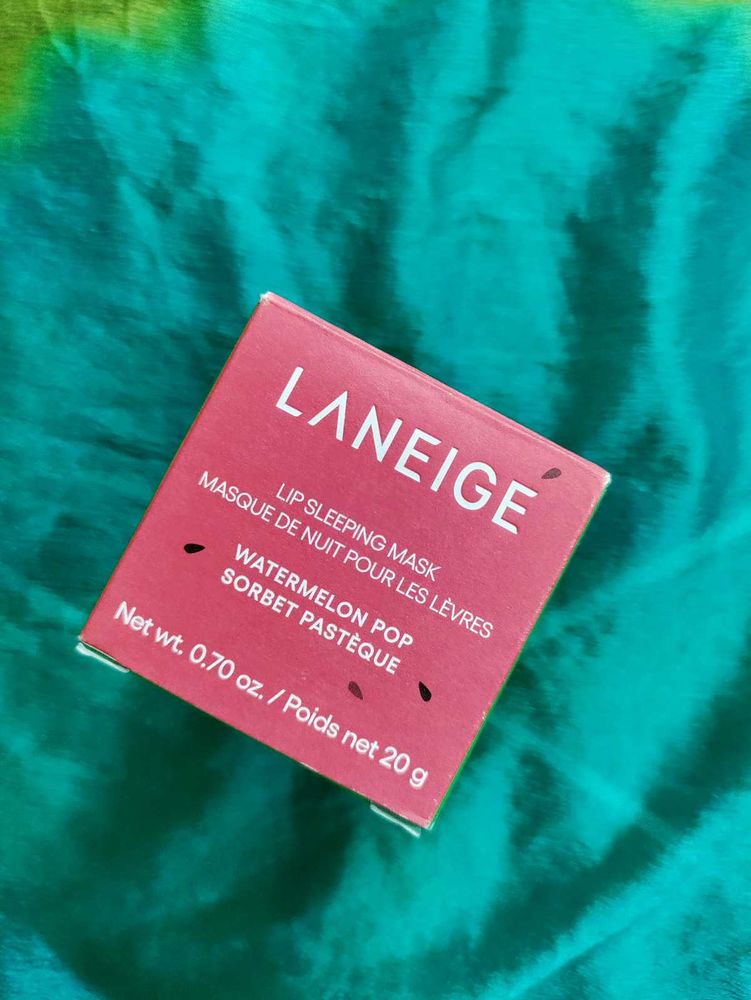 LANEIGE
LIP SLEEPING MASK
MASQUE DE NUIT POUR LES LÈVRES
WATERMELON POP
SORBET PASTÈQUE
Net wt. 0.70 oz. / Poids net 20 g